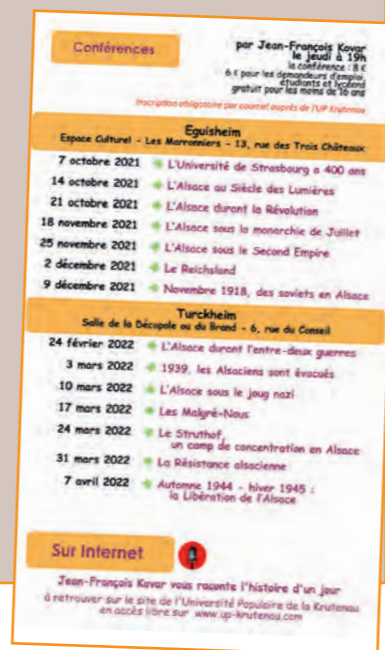 Conférences
par Jean-François Kovar
le jeudi à 19h
la conférence : 8 €
6 € pour les demandeurs d'emploi,
étudiants et lycéens
gratuit pour les moins de 16 ans
Inscription obligatoire par courriel auprès de l'UP Krutenau
Eguisheim
Espace Culturel - Les Marronniers - 13, rue des Trois Châteaux
7 octobre 2021 L'Université de Strasbourg a 400 ans
14 octobre 2021 L'Alsace au Siècle des Lumières
21 octobre 2021 L'Alsace durant la Révolution
18 novembre 2021 L'Alsace sous la monarchie de Juillet
25 novembre 2021 L'Alsace sous le Second Empire
2 décembre 2021 Le Reichsland
9 décembre 2021 Novembre 1918, des soviets en Alsace
Turckheim
Salle de la Décapole ou du Brand - 6, rue du Conseil
24 février 2022 L'Alsace durant l'entre-deux guerres
3 mars 2022 1939, les Alsaciens sont évacués
10 mars 2022 L'Alsace sous le joug nazi
17 mars 2022 Les Malgré-Nous
24 mars 2022 Le Struthof,
un camp de concentration en Alsace
31 mars 2022 La Résistance alsacienne
7 avril 2022 Automne 1944 - hiver 1945 :
la Libération de l'Alsace
Sur Internet
Jean-François Kovar vous raconte l'histoire d'un jour
à retrouver sur le site de l'Université Populaire de la Krutenau
en accès libre sur www.up-krutenau.com